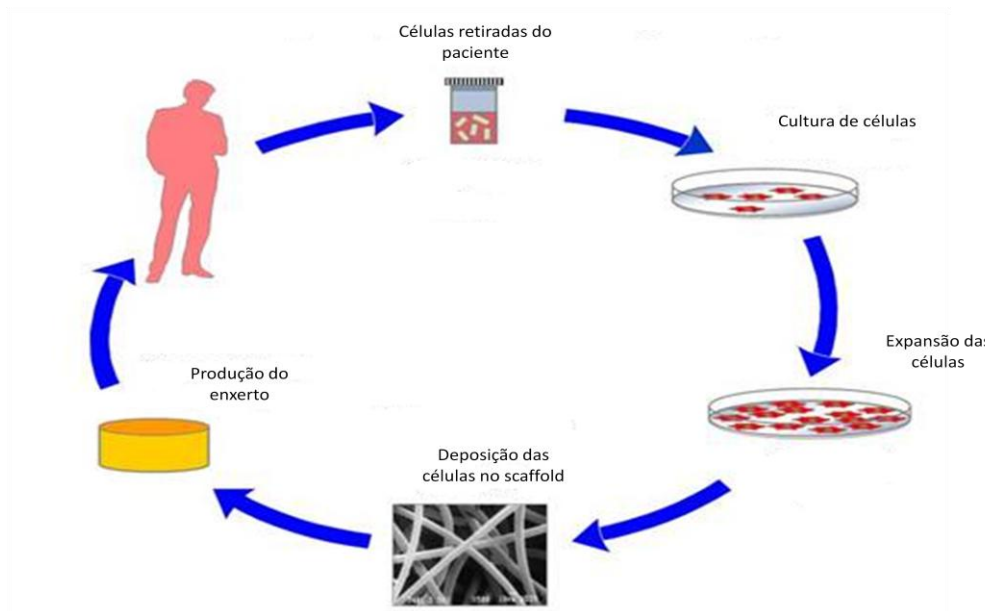 Células retiradas do
paciente
Cultura de células
Expansão das
células
Deposição das
células no scaffold
Produção do
enxerto